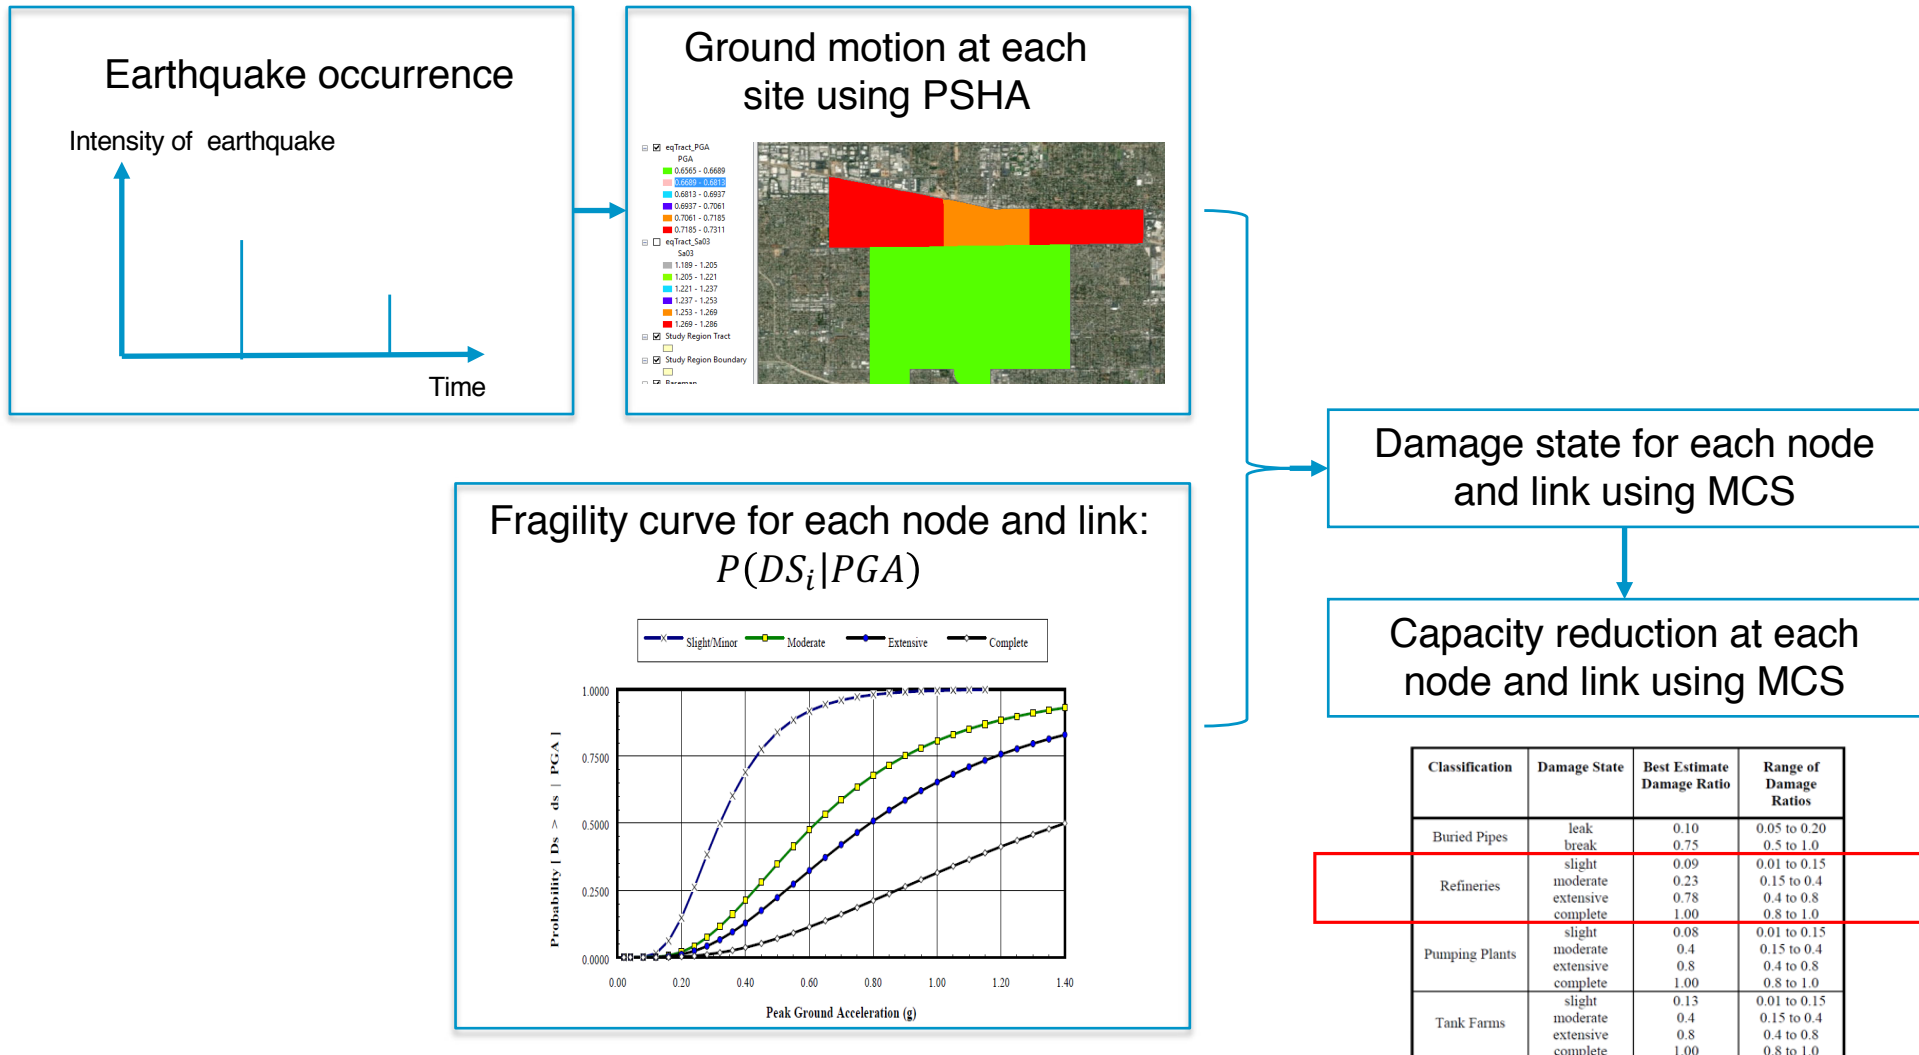 Earthquake occurrence
Intensity of earthquake
Time
Ground motion at each
site using PSHA
eqTract_PGA
PGA
0.6565 - 0.6689
0.6689 - 0.6813
0.6813 - 0.6937
0.6937 - 0.7061
0.7061 - 0.7185
0.7185 - 0.7311
eqTract_Sa03
Sa03
1.189 - 1.205
1.205 - 1.221
1.221 - 1.237
1.237 - 1.253
1.253 - 1.269
1.269 - 1.286
Study Region Tract
Study Region Boundary
Basemap
Fragility curve for each node and link:
P(DSᵢ|PGA)
Slight/Minor Moderate Extensive Complete
Probability [ Ds > ds | PGA ]
1.0000
0.7500
0.5000
0.2500
0.0000
0.00 0.20 0.40 0.60 0.80 1.00 1.20 1.40
Peak Ground Acceleration (g)
Damage state for each node
and link using MCS
Capacity reduction at each
node and link using MCS
Classification Damage State Best Estimate Range of
Damage Ratio Damage
Ratios
Buried Pipes
leak 0.10 0.05 to 0.20
break 0.75 0.5 to 1.0
Refineries
slight 0.09 0.01 to 0.15
moderate 0.23 0.15 to 0.4
extensive 0.78 0.4 to 0.8
complete 1.00 0.8 to 1.0
Pumping Plants
slight 0.08 0.01 to 0.15
moderate 0.4 0.15 to 0.4
extensive 0.8 0.4 to 0.8
complete 1.00 0.8 to 1.0
Tank Farms
slight 0.13 0.01 to 0.15
moderate 0.4 0.15 to 0.4
extensive 0.8 0.4 to 0.8
complete 1.00 0.8 to 1.0